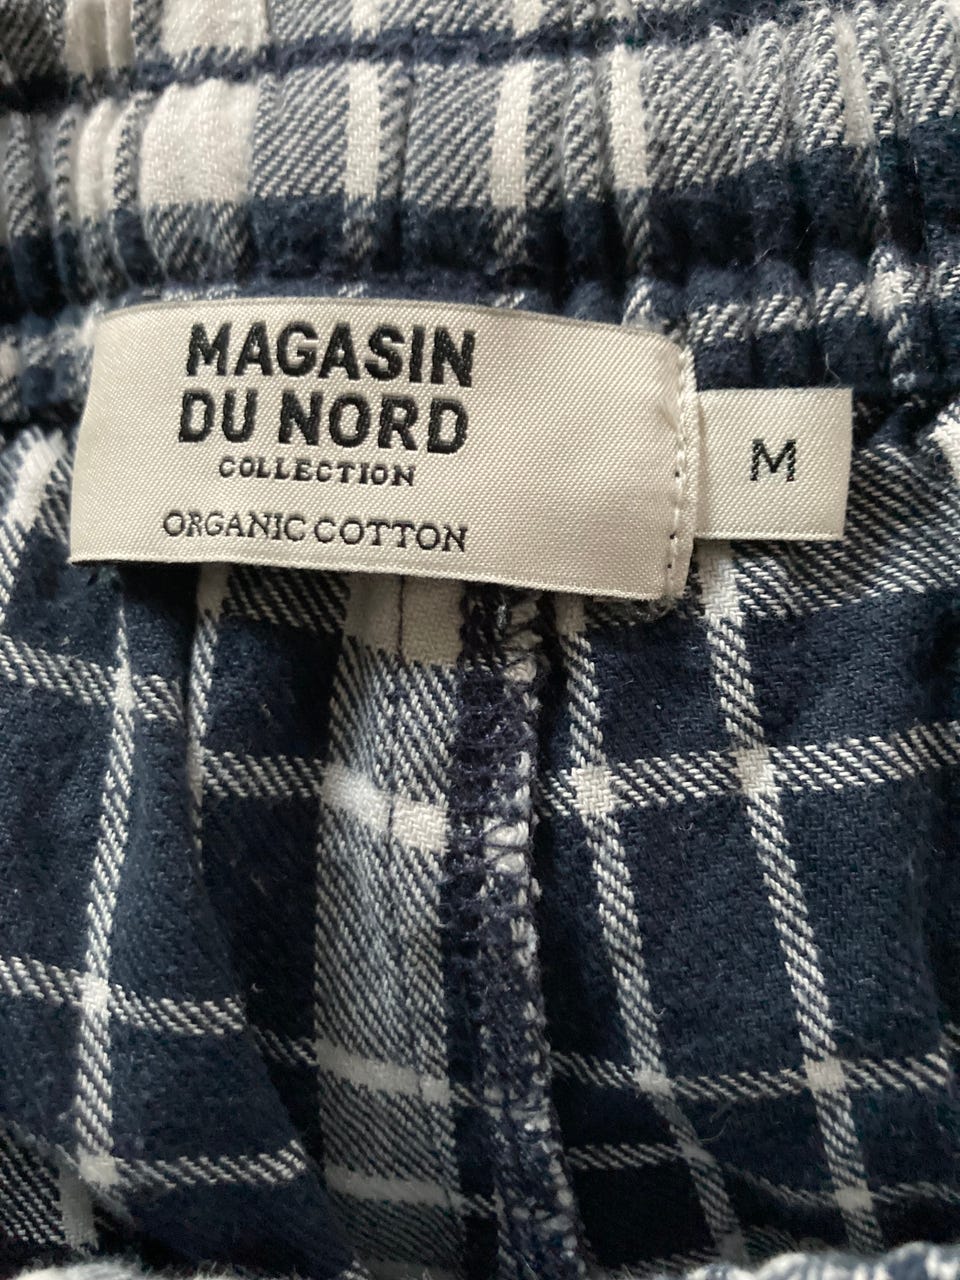 MAGASIN
DU NORD
COLLECTION
ORGANIC COTTON
M